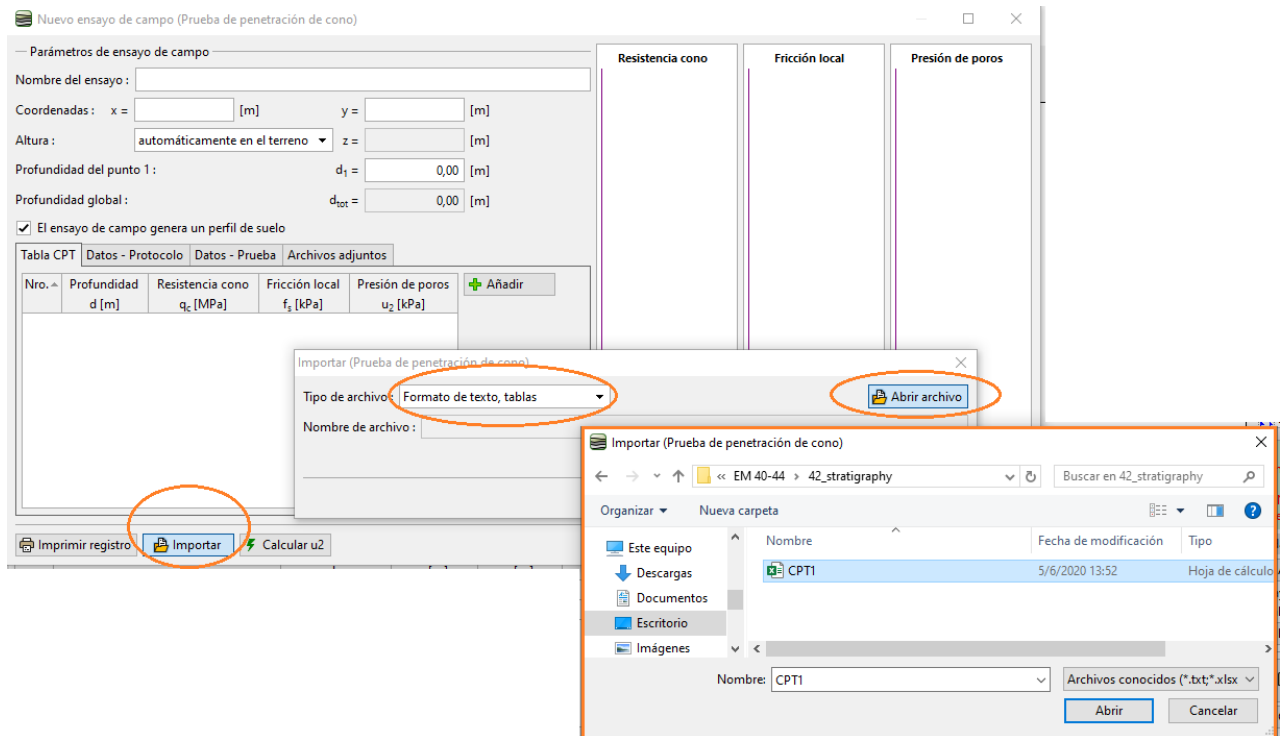 Nuevo ensayo de campo (Prueba de penetración de cono)
Parámetros de ensayo de campo
Nombre del ensayo :
Coordenadas : x = [m] y = [m]
Altura : automáticamente en el terreno z = [m]
Profundidad del punto 1 : d1 = 0,00 [m]
Profundidad global : dtot = 0,00 [m]
El ensayo de campo genera un perfil de suelo
Tabla CPT Datos - Protocolo Datos - Prueba Archivos adjuntos
Nro. Profundidad Resistencia cono Fricción local Presión de poros Añadir
d [m] qc [MPa] fs [kPa] u2 [kPa]
Resistencia cono Fricción local Presión de poros
Imprimir registro Importar Calcular u2
Importar (Prueba de penetración de cono)
Tipo de archivo : Formato de texto, tablas Abrir archivo
Nombre de archivo :
Importar (Prueba de penetración de cono)
« EM 40-44 › 42_stratigraphy Buscar en 42_stratigraphy
Organizar Nueva carpeta
Nombre Fecha de modificación Tipo
Este equipo
Descargas
Documentos
Escritorio
Imágenes
CPT1 5/6/2020 13:52 Hoja de cálculo
Nombre: CPT1 Archivos conocidos (*.txt;*.xlsx
Abrir Cancelar